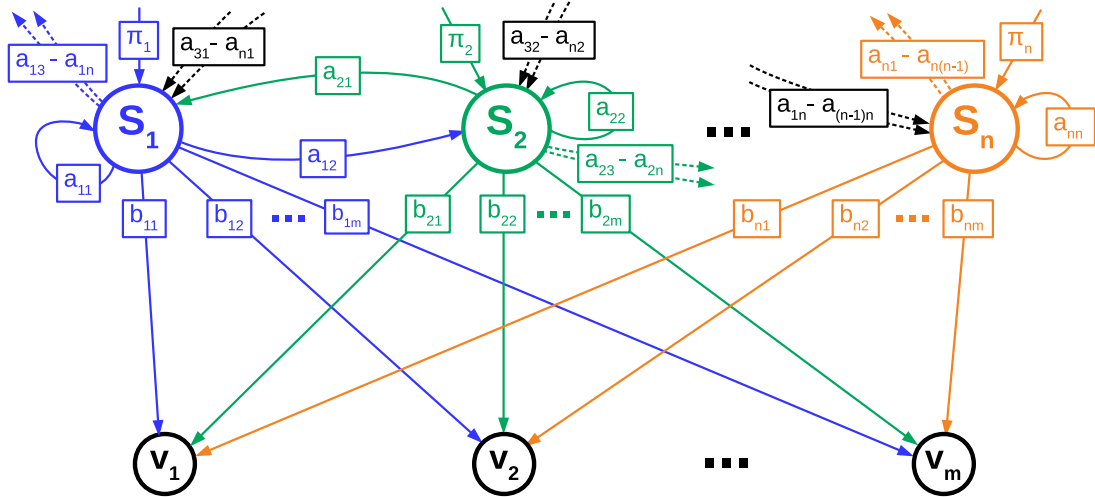 π1
a31 - an1
π2
a32 - an2
πn
a13 - a1n
an1 - an(n-1)
a21
a22
a1n - a(n-1)n
S1
S2
...
Sn
ann
a12
a23 - a2n
a11
b11
b12
...
b1m
b21
b22
...
b2m
bn1
bn2
...
bnm
v1
v2
...
vm